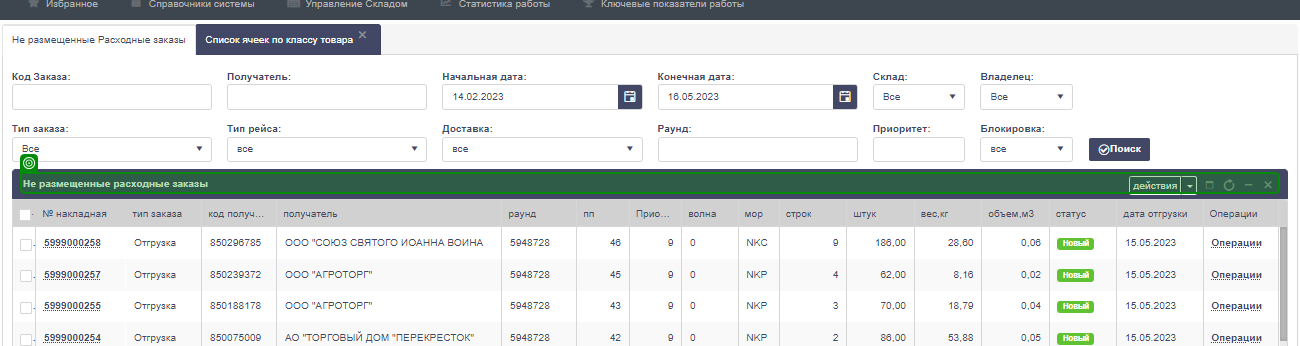 Избранное Справочники системы Управление Складом Статистика работы Ключевые показатели работы
Не размещенные Расходные заказы Список ячеек по классу товара
Код Заказа: Получатель: Начальная дата: Конечная дата: Склад: Владелец:
14.02.2023 16.05.2023 Все Все
Тип заказа: Тип рейса: Доставка: Раунд: Приоритет: Блокировка:
Все все все все Поиск
Не размещенные расходные заказы действия
№ накладная тип заказа код получ... получатель раунд пп Прио... волна мор строк штук вес,кг объем,м3 статус дата отгрузки Операции
5999000258 Отгрузка 850296785 ООО "СОЮЗ СВЯТОГО ИОАННА ВОИНА 5948728 46 9 0 NKC 9 186,00 28,60 0,06 Новый 15.05.2023 Операции
5999000257 Отгрузка 850239372 ООО "АГРОТОРГ" 5948728 45 9 0 NKP 4 62,00 8,16 0,02 Новый 15.05.2023 Операции
5999000255 Отгрузка 850188178 ООО "АГРОТОРГ" 5948728 43 9 0 NKP 3 70,00 18,79 0,04 Новый 15.05.2023 Операции
5999000254 Отгрузка 850075009 АО "ТОРГОВЫЙ ДОМ "ПЕРЕКРЕСТОК" 5948728 42 9 0 NKP 2 86,00 53,88 0,05 Новый 15.05.2023 Операции